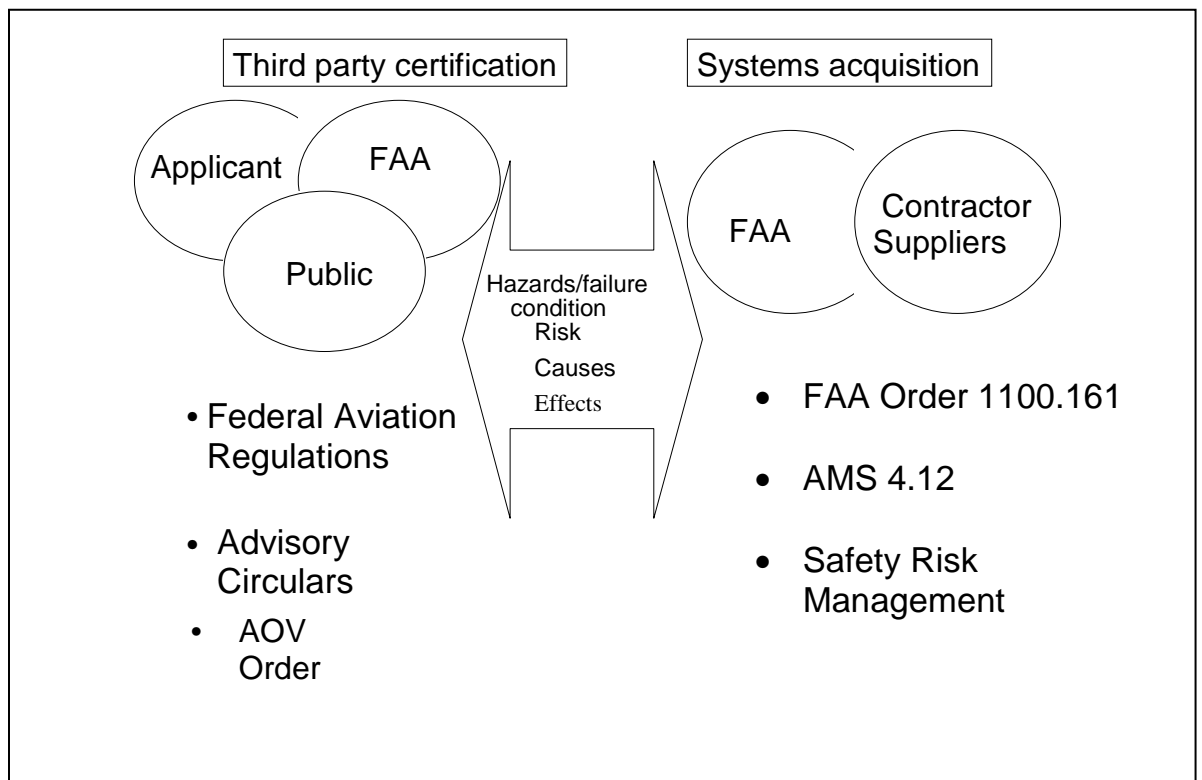 Third party certification
Systems acquisition
Applicant
FAA
Public
FAA
Contractor
Suppliers
Hazards/failure
condition
Risk
Causes
Effects
• Federal Aviation
Regulations
• Advisory
Circulars
• AOV
Order
• FAA Order 1100.161
• AMS 4.12
• Safety Risk
Management